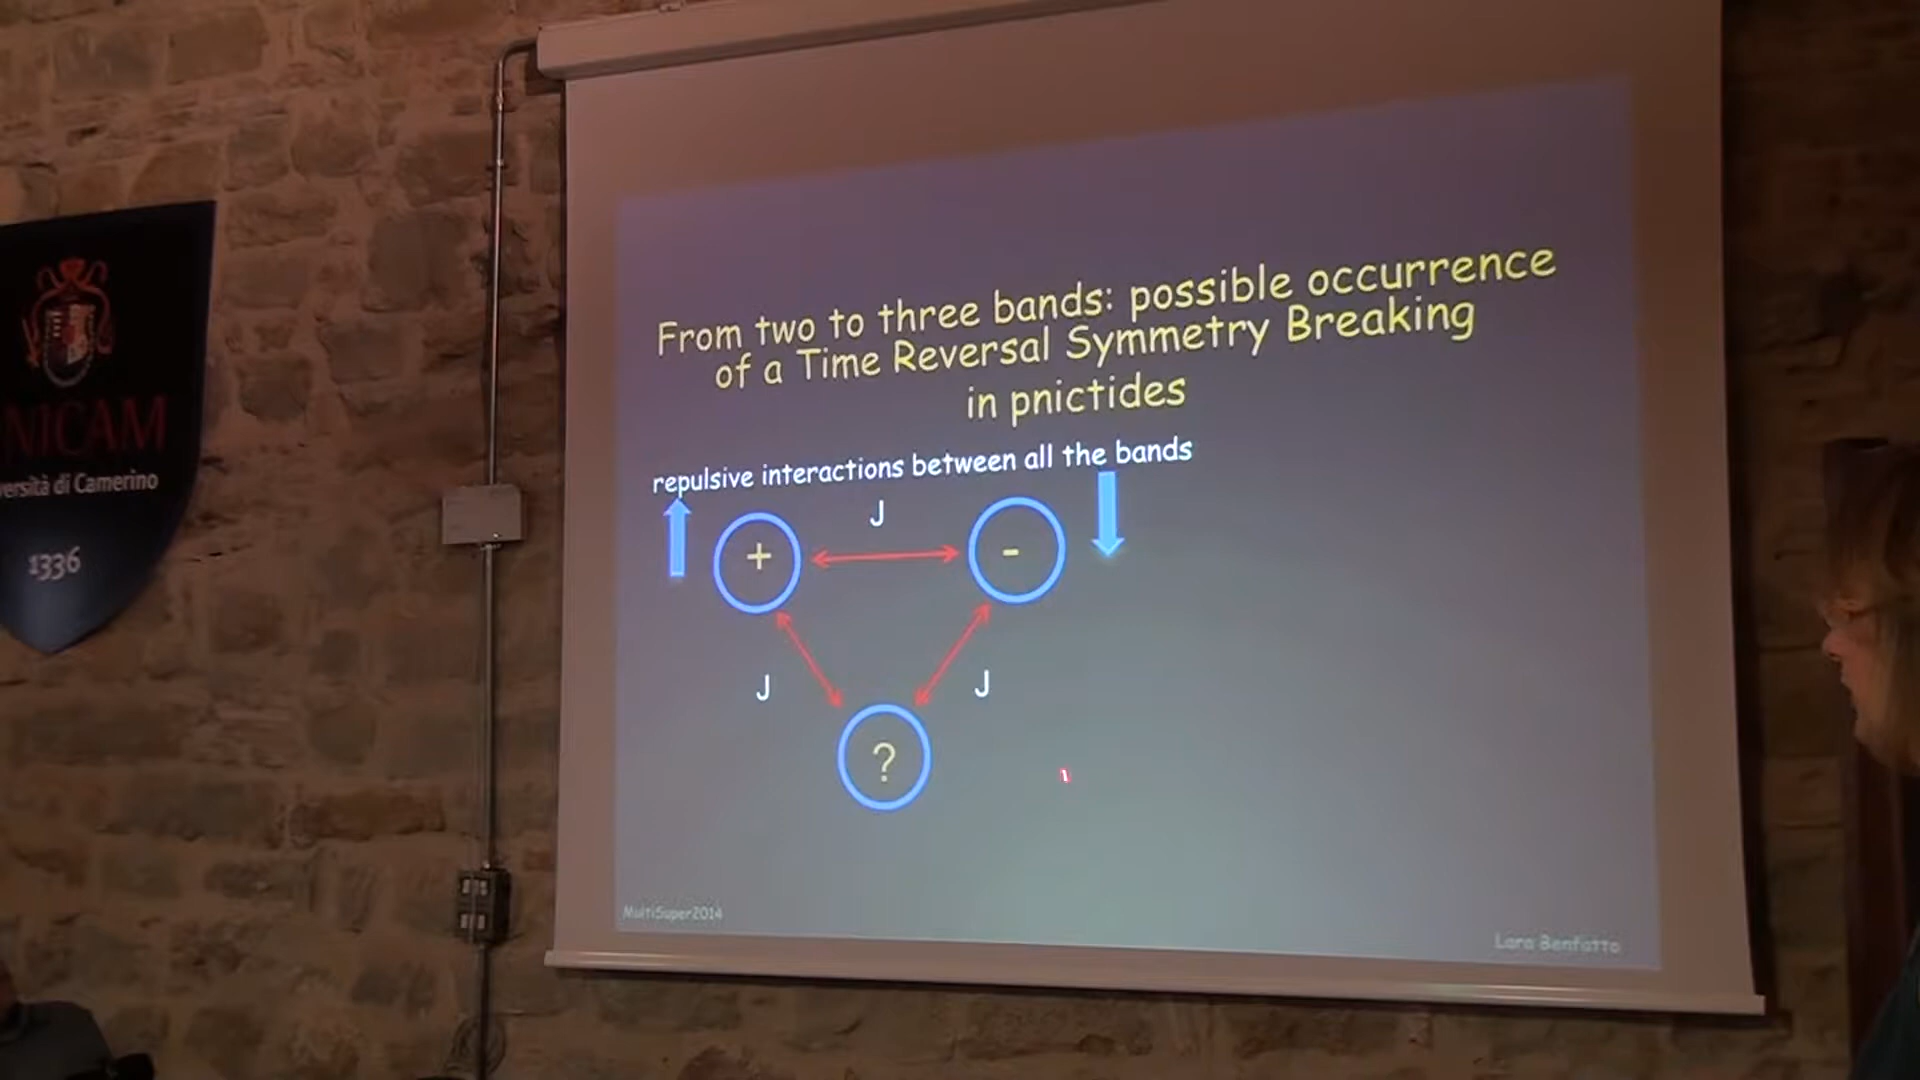 From two to three bands: possible occurrence
of a Time Reversal Symmetry Breaking
in pnictides
repulsive interactions between all the bands
J
+
-
J
J
?
MultiSuper2014
Lara Benfatto
NICAM
versità di Camerino
1336